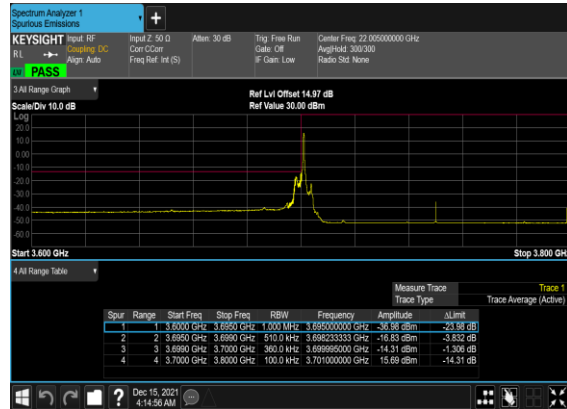 Spectrum Analyzer 1
Spurious Emissions
+
KEYSIGHT Input: RF Input Z: 50 Ω Atten: 30 dB Trig: Free Run Center Freq: 22.005000000 GHz
RL Coupling: DC Corr CCorr Gate: Off Avg|Hold: 300/300
Align: Auto Freq Ref: Int (S) IF Gain: Low Radio Std: None
LW PASS
3 All Range Graph
Ref Lvl Offset 14.97 dB
Scale/Div 10.0 dB Ref Value 30.00 dBm
Log
20.0
10.0
0.00
-10.0
-20.0
-30.0
-40.0
-50.0
-60.0
Start 3.600 GHz Stop 3.800 GHz
4 All Range Table
Measure Trace Trace 1
Trace Type Trace Average (Active)
Spur Range Start Freq Stop Freq RBW Frequency Amplitude ΔLimit
1 1 3.6000 GHz 3.6950 GHz 1.000 MHz 3.695000000 GHz -36.98 dBm -23.98 dB
2 2 3.6950 GHz 3.6990 GHz 510.0 kHz 3.698233333 GHz -16.83 dBm -3.832 dB
3 3 3.6990 GHz 3.7000 GHz 360.0 kHz 3.699995000 GHz -14.31 dBm -1.306 dB
4 4 3.7000 GHz 3.8000 GHz 100.0 kHz 3.701000000 GHz 15.69 dBm -14.31 dB
? Dec 15, 2021
4:14:56 AM